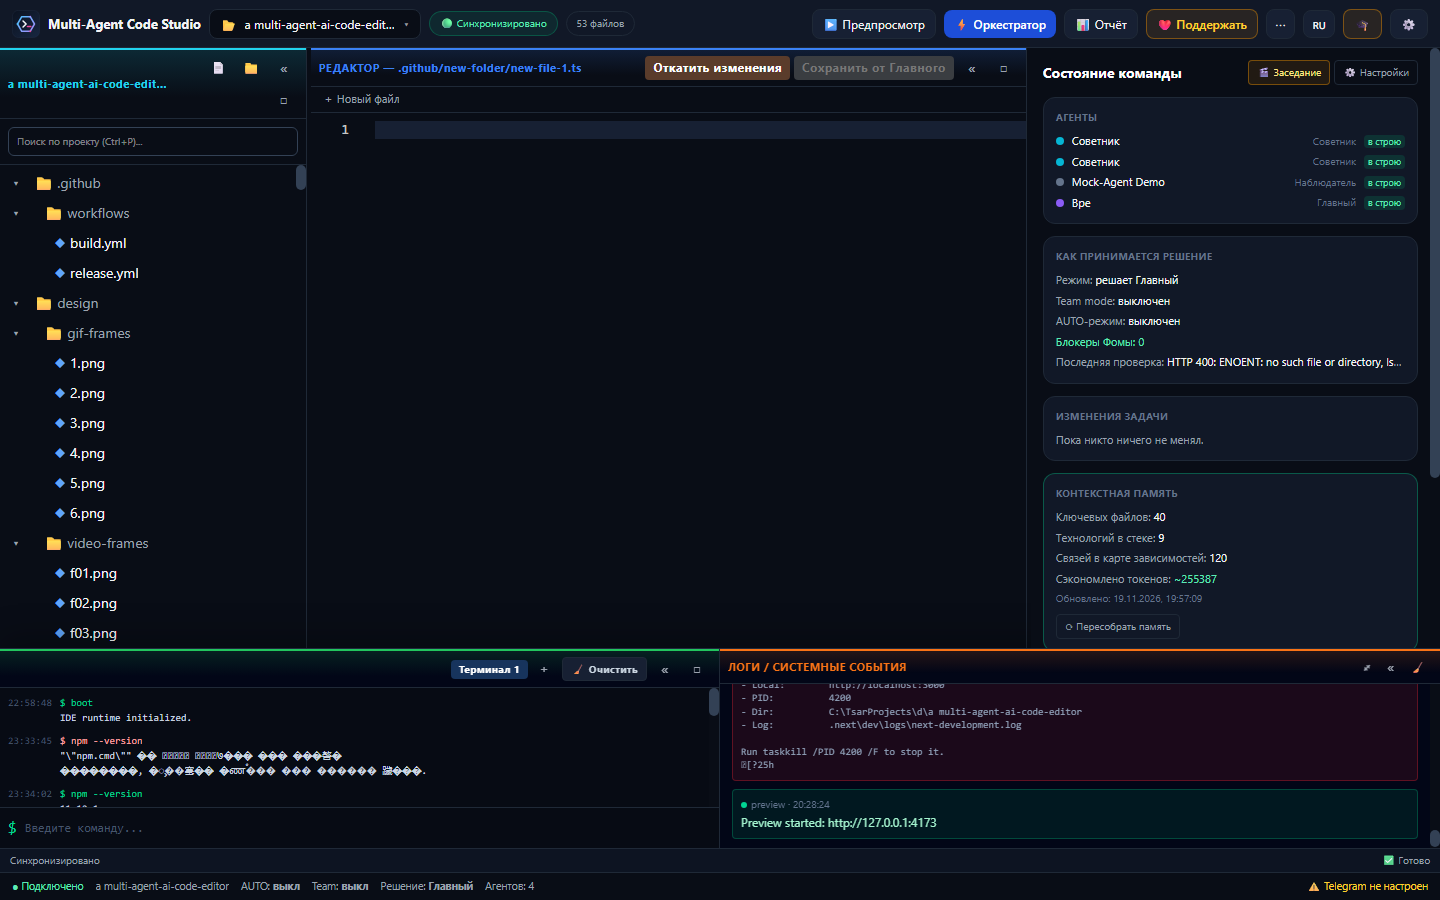 Multi-Agent Code Studio
a multi-agent-ai-code-edit...
Синхронизировано
53 файлов
Предпросмотр
Оркестратор
Отчёт
Поддержать
RU
a multi-agent-ai-code-edit...
Поиск по проекту (Ctrl+P)...
.github
workflows
build.yml
release.yml
design
gif-frames
1.png
2.png
3.png
4.png
5.png
6.png
video-frames
f01.png
f02.png
f03.png
РЕДАКТОР — .github/new-folder/new-file-1.ts
Откатить изменения
Сохранить от Главного
+ Новый файл
1
Состояние команды
Заседание
Настройки
АГЕНТЫ
Советник Советник в строю
Советник Советник в строю
Mock-Agent Demo Наблюдатель в строю
Bpe Главный в строю
КАК ПРИНИМАЕТСЯ РЕШЕНИЕ
Режим: решает Главный
Team mode: выключен
AUTO-режим: выключен
Блокеры Фомы: 0
Последняя проверка: HTTP 400: ENOENT: no such file or directory, ls...
ИЗМЕНЕНИЯ ЗАДАЧИ
Пока никто ничего не менял.
КОНТЕКСТНАЯ ПАМЯТЬ
Ключевых файлов: 40
Технологий в стеке: 9
Связей в карте зависимостей: 120
Сэкономлено токенов: ~255387
Обновлено: 19.11.2026, 19:57:09
Пересобрать память
Терминал 1
+
Очистить
22:58:48 $ boot
IDE runtime initialized.
23:33:45 $ npm --version
"\"npm.cmd\""
23:34:02 $ npm --version
$ Введите команду...
ЛОГИ / СИСТЕМНЫЕ СОБЫТИЯ
- Local: http://localhost:3000
- PID: 4200
- Dir: C:\TsarProjects\d\a multi-agent-ai-code-editor
- Log: .next\dev\logs\next-development.log
Run taskkill /PID 4200 /F to stop it.
[?25h
preview · 20:28:24
Preview started: http://127.0.0.1:4173
Синхронизировано
Готово
Подключено
a multi-agent-ai-code-editor
AUTO: выкл
Team: выкл
Решение: Главный
Агентов: 4
Telegram не настроен